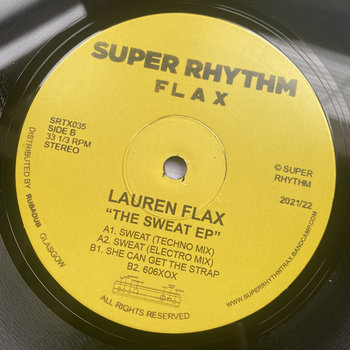 SUPER RHYTHM
FLAX
SRTX035
SIDE B
33 1/3 RPM
STEREO
© SUPER
RHYTHM
2021/22
LAUREN FLAX
"THE SWEAT EP"
A1. SWEAT (TECHNO MIX)
A2. SWEAT (ELECTRO MIX)
B1. SHE CAN GET THE STRAP
B2. 606XOX
ALL RIGHTS RESERVED
DISTRIBUTED BY RUBADUB GLASGOW
WWW.SUPERRHYTHMTRAX.BANDCAMP.COM